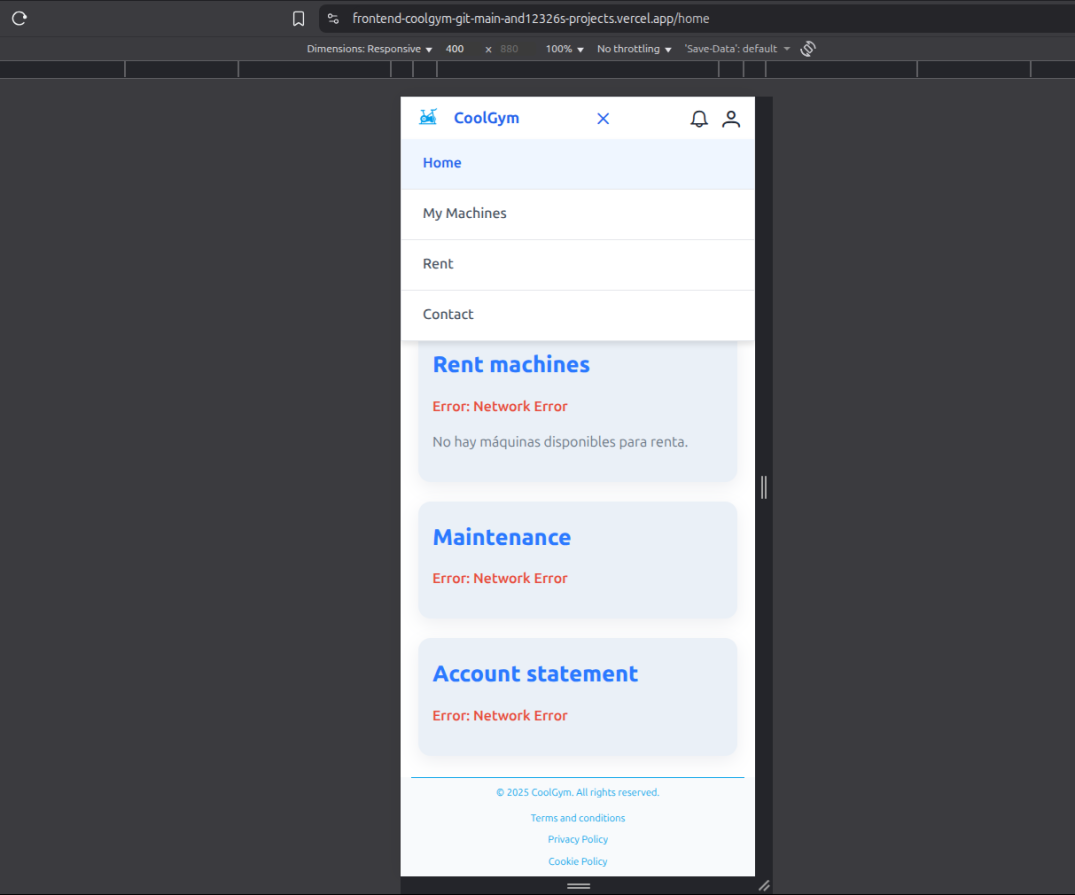 frontend-coolgym-git-main-and12326s-projects.vercel.app/home
Dimensions: Responsive 400 x 880 100% No throttling 'Save-Data': default
CoolGym
Home
My Machines
Rent
Contact
Rent machines
Error: Network Error
No hay máquinas disponibles para renta.
Maintenance
Error: Network Error
Account statement
Error: Network Error
© 2025 CoolGym. All rights reserved.
Terms and conditions
Privacy Policy
Cookie Policy